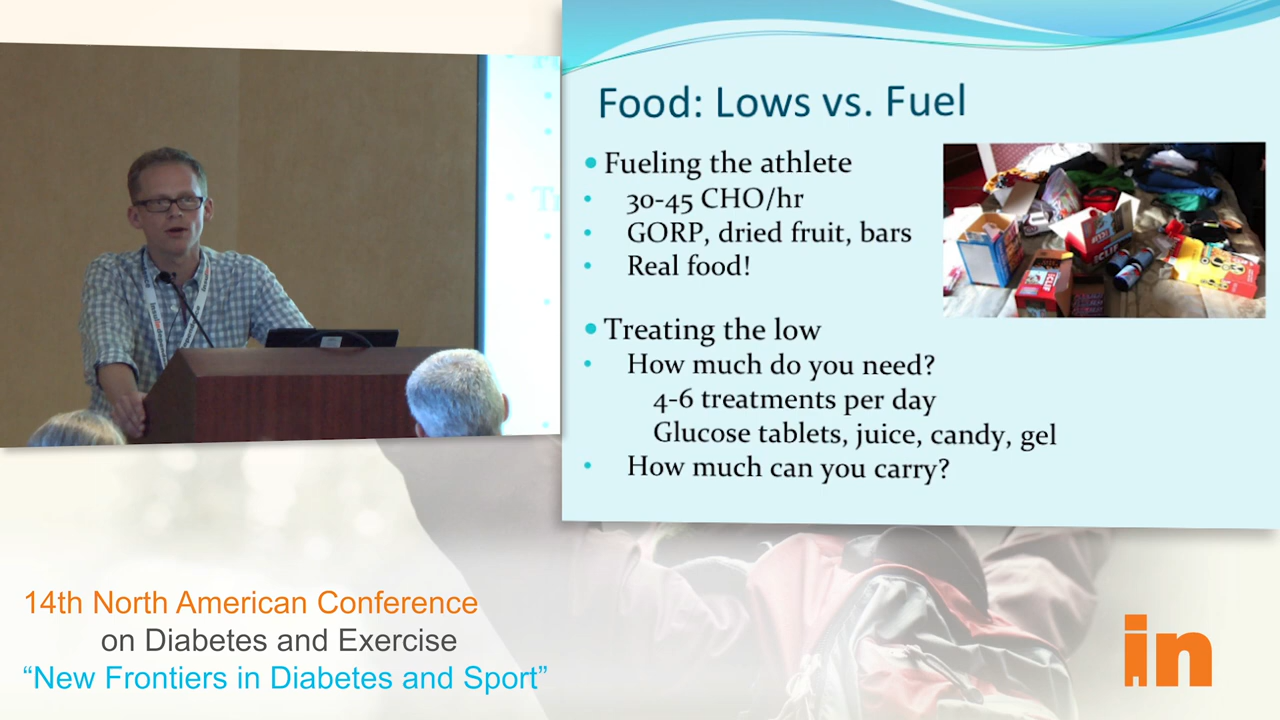 Food: Lows vs. Fuel
Fueling the athlete
30-45 CHO/hr
GORP, dried fruit, bars
Real food!
Treating the low
How much do you need?
4-6 treatments per day
Glucose tablets, juice, candy, gel
How much can you carry?
14th North American Conference
on Diabetes and Exercise
“New Frontiers in Diabetes and Sport”
in